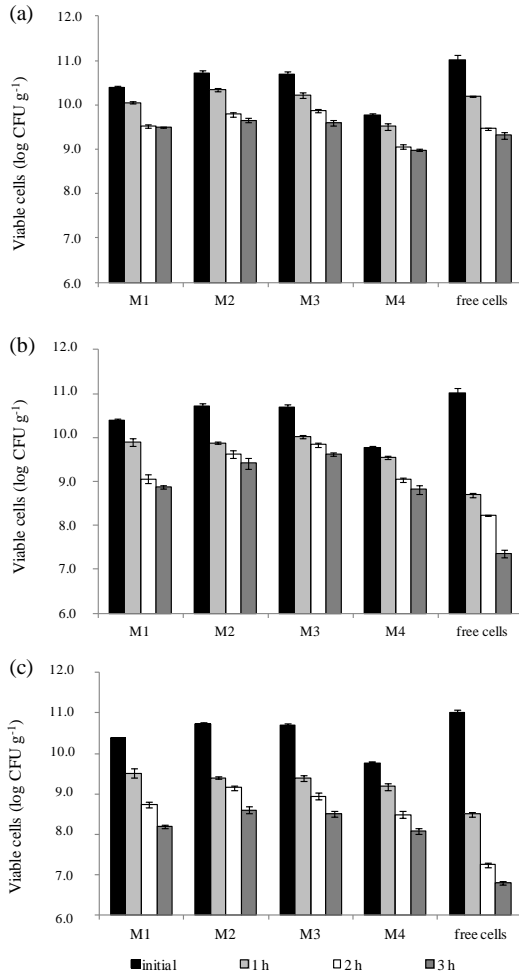 (a)
12.0
11.0
10.0
9.0
8.0
7.0
6.0
Viable cells (log CFU g-1)
M1 M2 M3 M4 free cells
(b)
12.0
11.0
10.0
9.0
8.0
7.0
6.0
Viable cells (log CFU g-1)
M1 M2 M3 M4 free cells
(c)
12.0
11.0
10.0
9.0
8.0
7.0
6.0
Viable cells (log CFU g-1)
M1 M2 M3 M4 free cells
initial 1 h 2 h 3 h